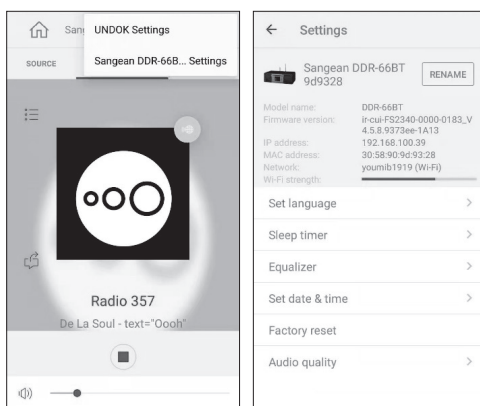 San
UNDOK Settings
SOURCE
Sangean DDR-66B... Settings
Radio 357
De La Soul - text="Oooh"
Settings
Sangean DDR-66BT
9d9328
RENAME
Model name: DDR-66BT
Firmware version: ir-cui-FS2340-0000-0183_V
4.5.8.9373ee-1A13
IP address: 192.168.100.39
MAC address: 30:58:90:9d:93:28
Network: youmib1919 (Wi-Fi)
Wi-Fi strength:
Set language
Sleep timer
Equalizer
Set date & time
Factory reset
Audio quality